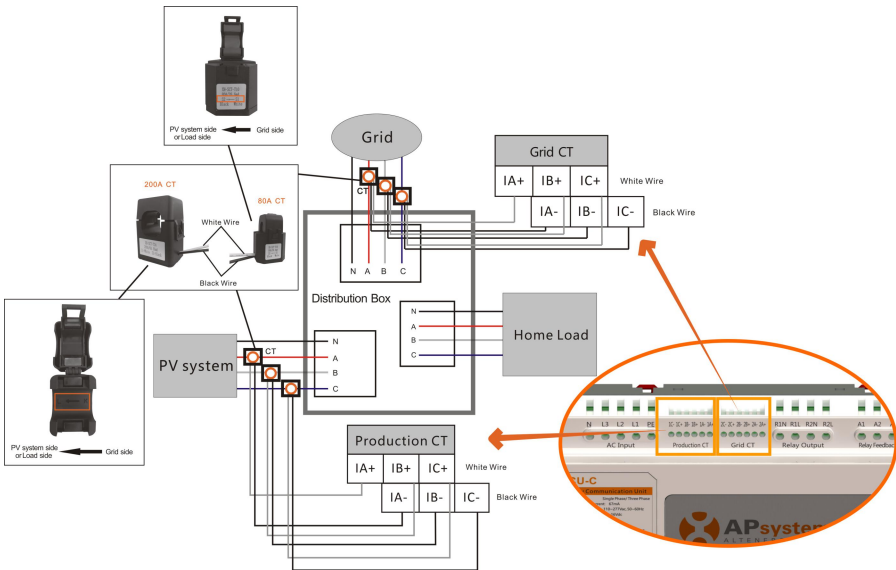 PV system side
or Load side
Grid side
Grid
Grid CT
IA+ IB+ IC+
White Wire
IA- IB- IC-
Black Wire
200A CT
80A CT
White Wire
Black Wire
CT
N A B C
Distribution Box
N
A
B
C
Home Load
PV system
CT
N
A
B
C
PV system side
or Load side
Grid side
Production CT
IA+ IB+ IC+
White Wire
IA- IB- IC-
Black Wire
N L3 L2 L1 PE
R1N R1L R2N R2L
A1 A2
AC Input
Production CT
Grid CT
Relay Output
Relay Feedbac
CU-C
Communication Unit
APsystem